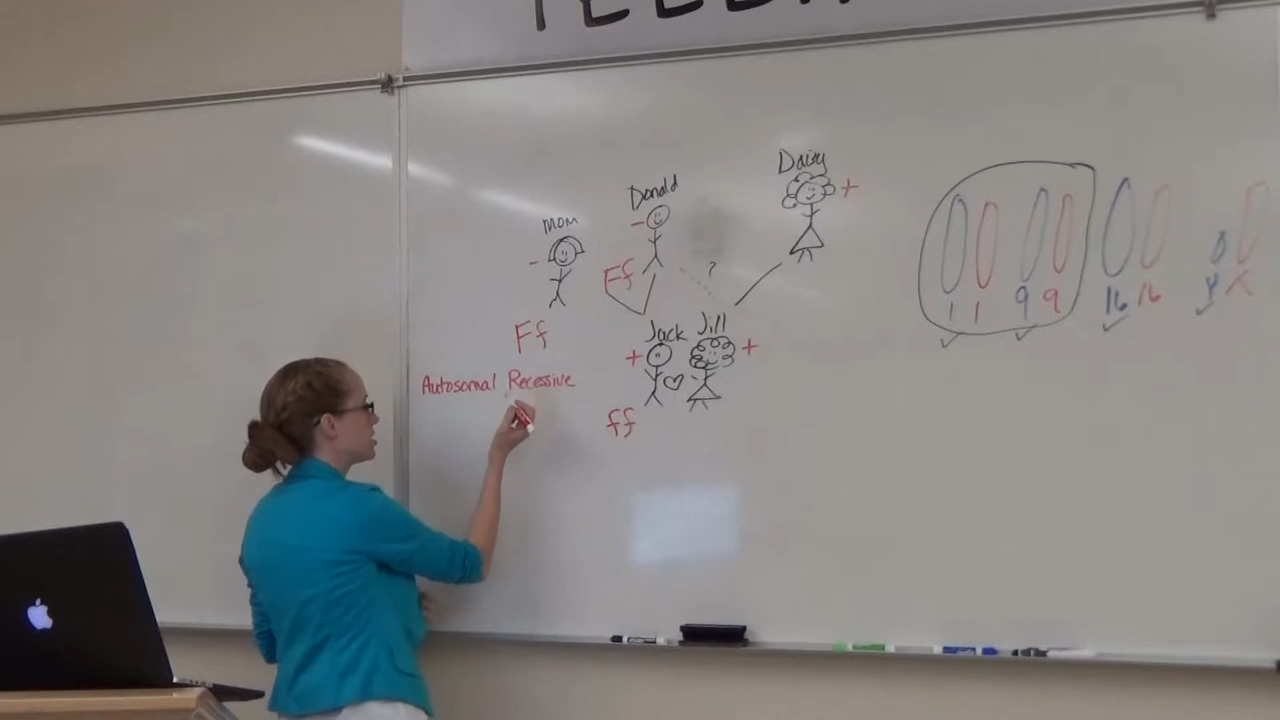 Daisy
+
Donald
-
Mom
-
Ff
?
Ff
Jack Jill
+ +
Autosomal Recessive
ff
1 1 9 9 16 16 Y X